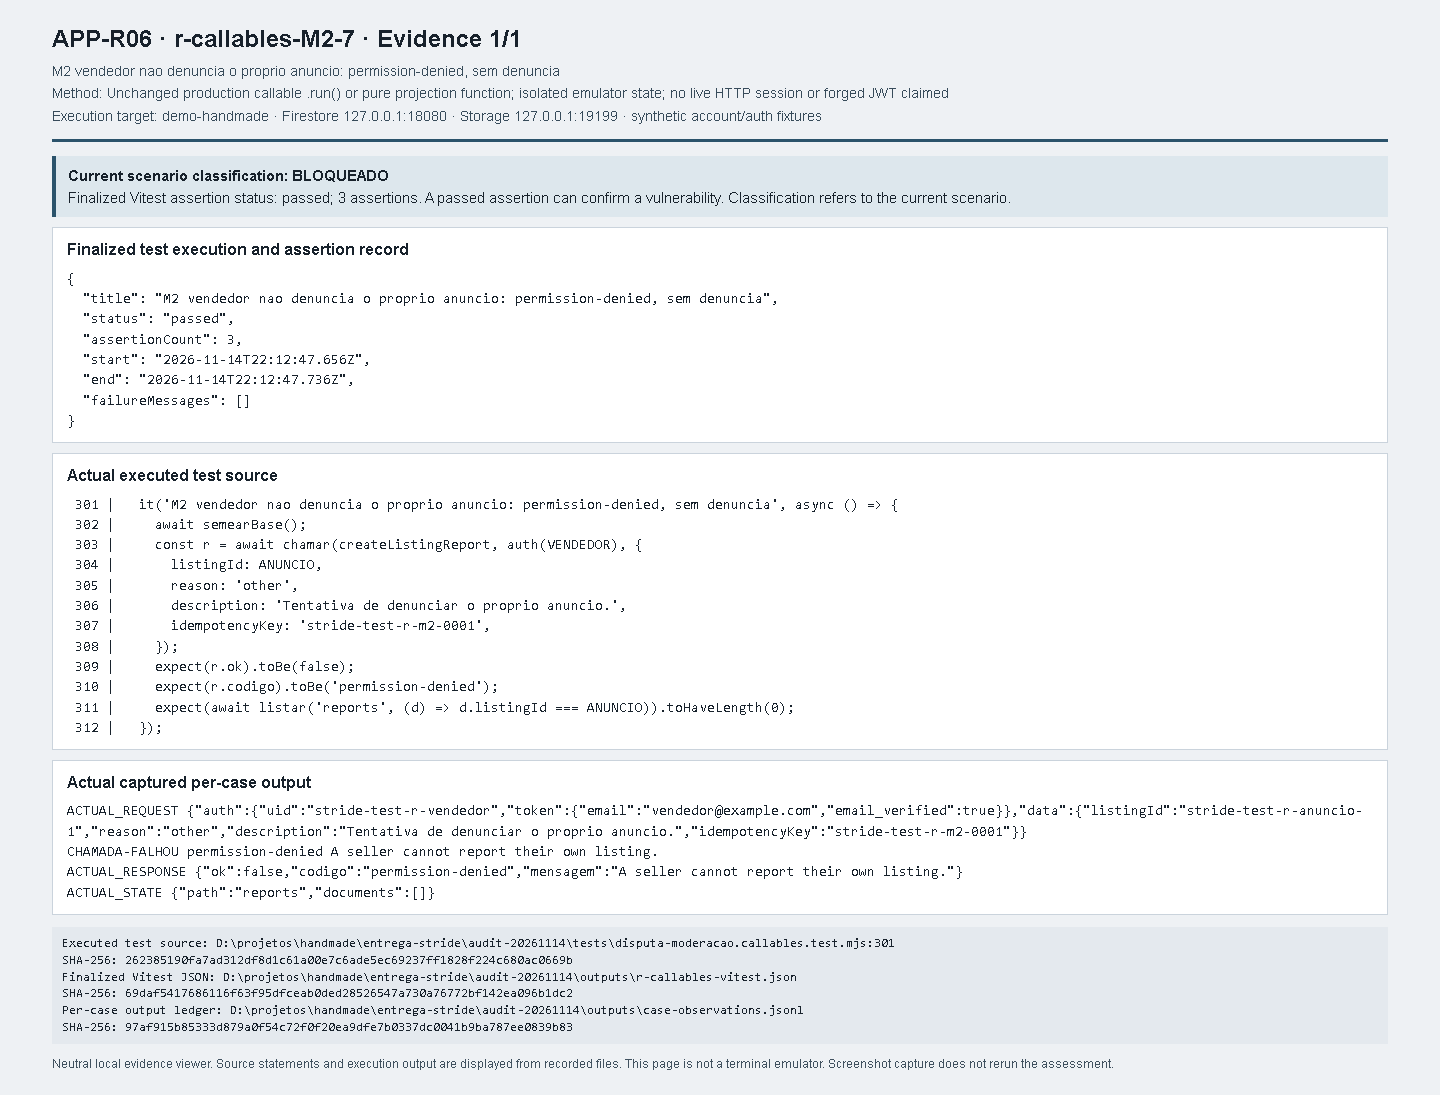 APP-R06 · r-callables-M2-7 · Evidence 1/1
M2 vendedor nao denuncia o proprio anuncio: permission-denied, sem denuncia
Method: Unchanged production callable .run() or pure projection function; isolated emulator state; no live HTTP session or forged JWT claimed
Execution target: demo-handmade · Firestore 127.0.0.1:18080 · Storage 127.0.0.1:19199 · synthetic account/auth fixtures
Current scenario classification: BLOQUEADO
Finalized Vitest assertion status: passed; 3 assertions. A passed assertion can confirm a vulnerability. Classification refers to the current scenario.
Finalized test execution and assertion record
{
  "title": "M2 vendedor nao denuncia o proprio anuncio: permission-denied, sem denuncia",
  "status": "passed",
  "assertionCount": 3,
  "start": "2026-11-14T22:12:47.656Z",
  "end": "2026-11-14T22:12:47.736Z",
  "failureMessages": []
}
Actual executed test source
301 |   it('M2 vendedor nao denuncia o proprio anuncio: permission-denied, sem denuncia', async () => {
302 |     await semearBase();
303 |     const r = await chamar(createListingReport, auth(VENDEDOR), {
304 |       listingId: ANUNCIO,
305 |       reason: 'other',
306 |       description: 'Tentativa de denunciar o proprio anuncio.',
307 |       idempotencyKey: 'stride-test-r-m2-0001',
308 |     });
309 |     expect(r.ok).toBe(false);
310 |     expect(r.codigo).toBe('permission-denied');
311 |     expect(await listar('reports', (d) => d.listingId === ANUNCIO)).toHaveLength(0);
312 |   });
Actual captured per-case output
ACTUAL_REQUEST {"auth":{"uid":"stride-test-r-vendedor","token":{"email":"vendedor@example.com","email_verified":true}},"data":{"listingId":"stride-test-r-anuncio-
1","reason":"other","description":"Tentativa de denunciar o proprio anuncio.","idempotencyKey":"stride-test-r-m2-0001"}}
CHAMADA-FALHOU permission-denied A seller cannot report their own listing.
ACTUAL_RESPONSE {"ok":false,"codigo":"permission-denied","mensagem":"A seller cannot report their own listing."}
ACTUAL_STATE {"path":"reports","documents":[]}
Executed test source: D:\projetos\handmade\entrega-stride\audit-20261114\tests\disputa-moderacao.callables.test.mjs:301
SHA-256: 262385190fa7ad312df8d1c61a00e7c6ade5ec69237ff1828f224c680ac0669b
Finalized Vitest JSON: D:\projetos\handmade\entrega-stride\audit-20261114\outputs\r-callables-vitest.json
SHA-256: 69daf5417686116f63f95dfceab0ded28526547a730a76772bf142ea096b1dc2
Per-case output ledger: D:\projetos\handmade\entrega-stride\audit-20261114\outputs\case-observations.jsonl
SHA-256: 97af915b85333d879a0f54c72f0f20ea9dfe7b0337dc0041b9ba787ee0839b83
Neutral local evidence viewer. Source statements and execution output are displayed from recorded files. This page is not a terminal emulator. Screenshot capture does not rerun the assessment.